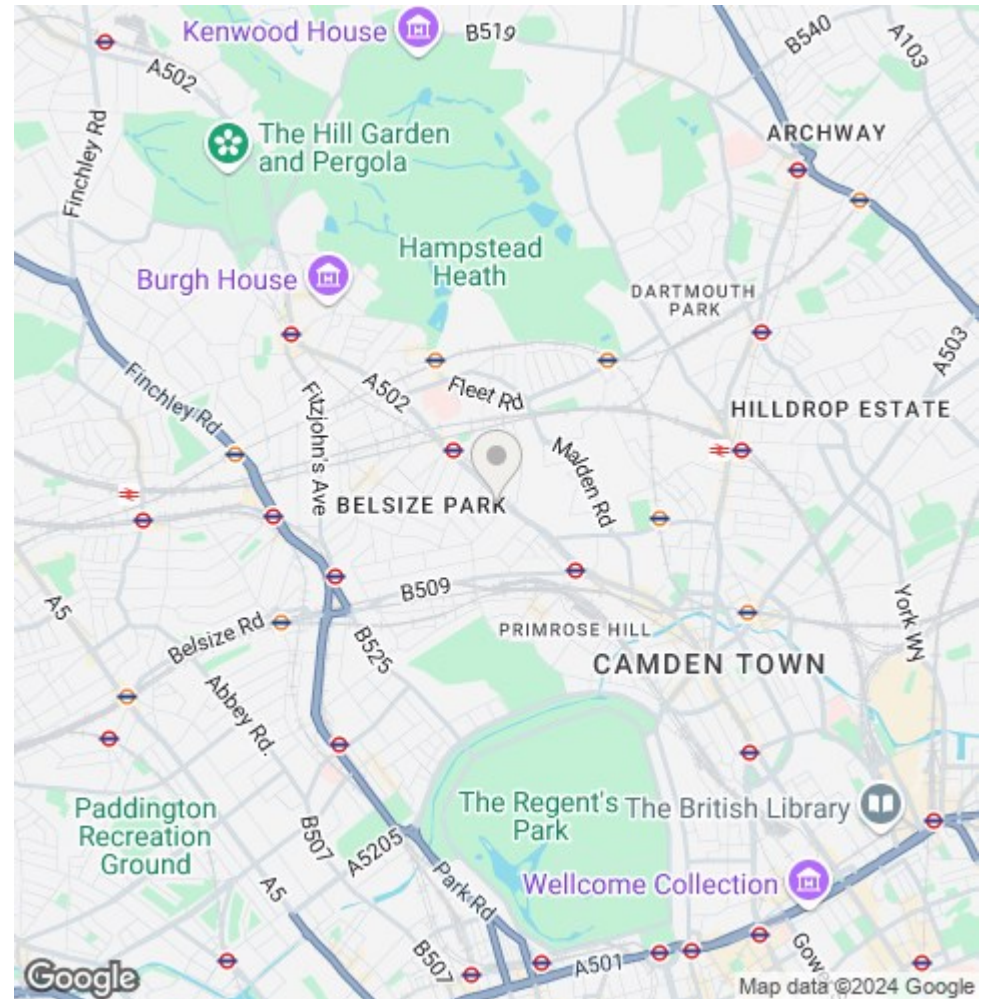 Kenwood House
B519
B540
A103
A502
Finchley Rd
The Hill Garden
and Pergola
ARCHWAY
Hampstead
Heath
Burgh House
DARTMOUTH
PARK
A503
Finchley Rd
Fitzjohn's Ave
A502
Fleet Rd
HILLDROP ESTATE
Malden Rd
BELSIZE PARK
A5
B509
York Wy
Belsize Rd
B525
PRIMROSE HILL
CAMDEN TOWN
Abbey Rd.
Paddington
Recreation
Ground
The Regent's
Park
The British Library
B507
A5205
Park Rd
Wellcome Collection
A5
B507
A501
Gow
Google
Map data ©2024 Google